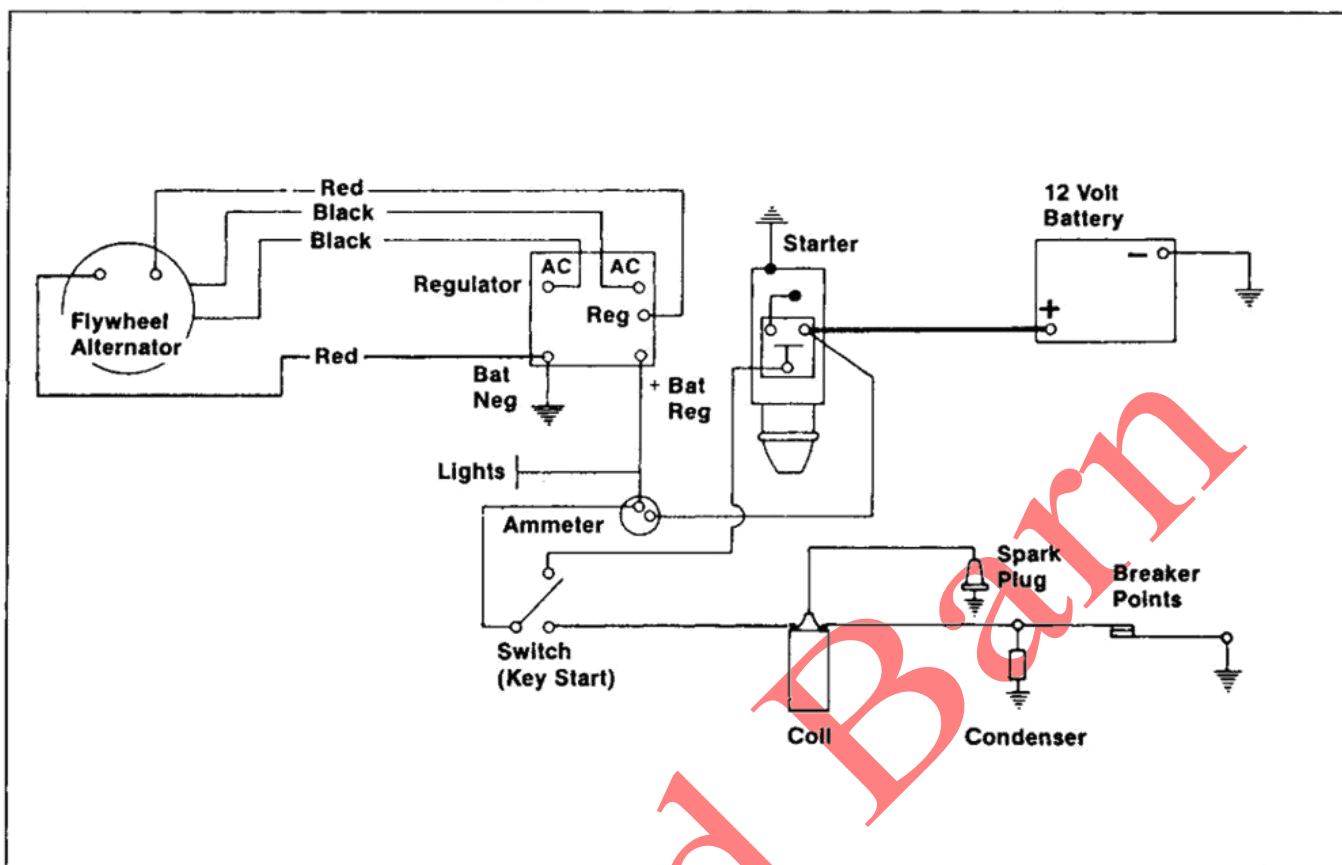 Red
Black
Black
12 Volt
Battery
Starter
AC
AC
Regulator
Reg
Flywheel
Alternator
Red
Bat
Neg
+ Bat
Reg
+
−
Lights
Ammeter
Spark
Plug
Breaker
Points
Switch
(Key Start)
Coil
Condenser
d Barn